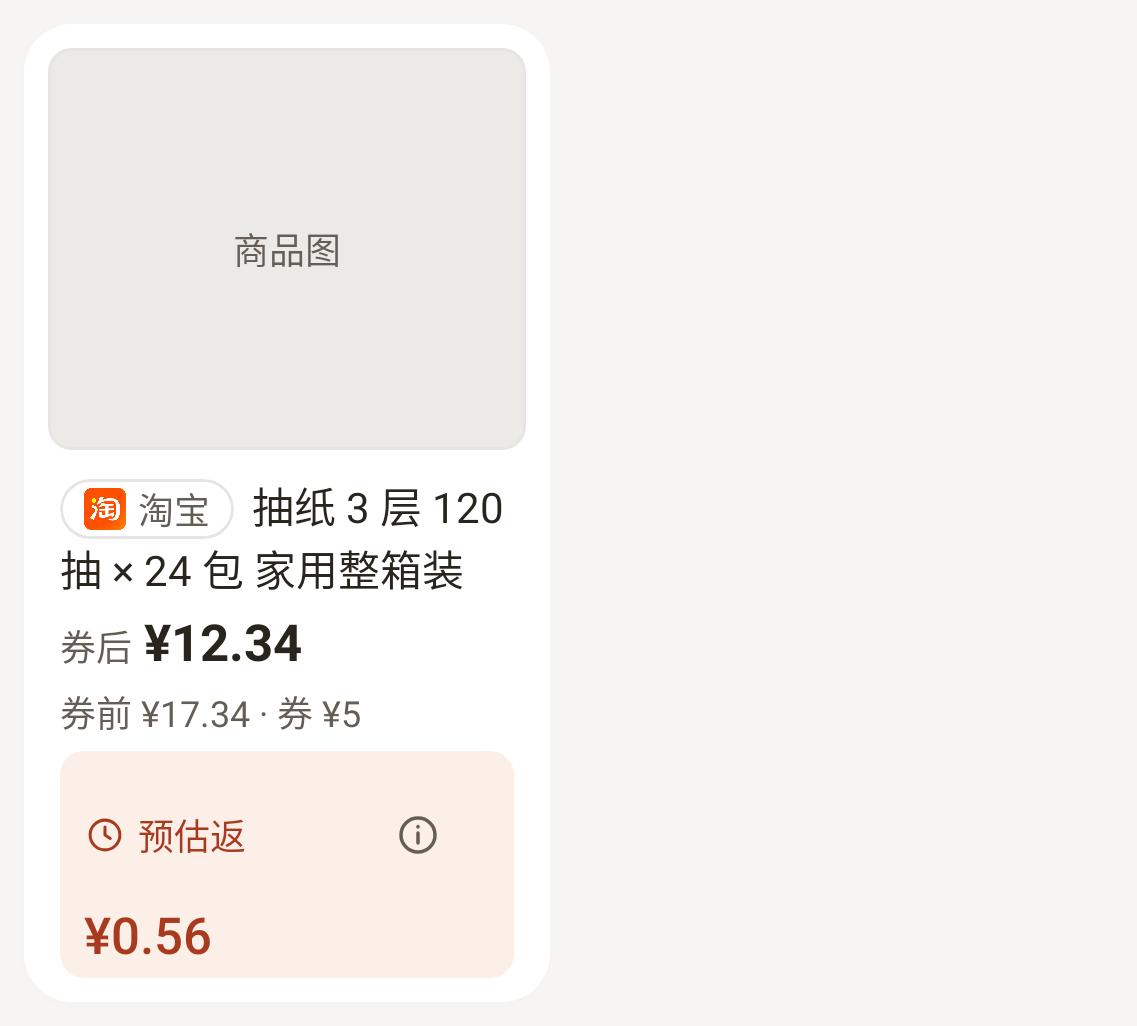 商品图
淘 淘宝 抽纸 3 层 120
抽 × 24 包 家用整箱装
券后 ¥12.34
券前 ¥17.34 · 券 ¥5
预估返
¥0.56